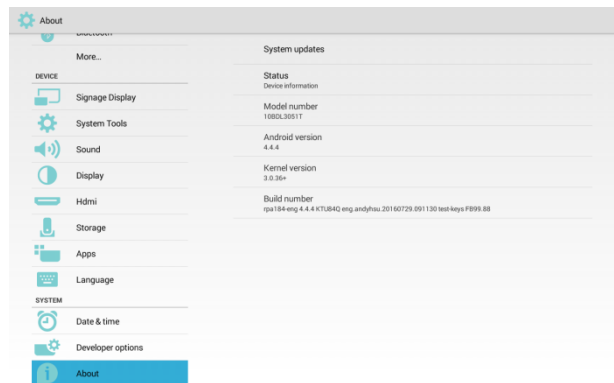 About
Bluetooth
More...
DEVICE
Signage Display
System Tools
Sound
Display
Hdmi
Storage
Apps
Language
SYSTEM
Date & time
Developer options
About
System updates
Status
Device information
Model number
10BDL3051T
Android version
4.4.4
Kernel version
3.0.36+
Build number
rpa184-eng 4.4.4 KTU84Q eng.andyhsu.20160729.091130 test-keys FB99.88